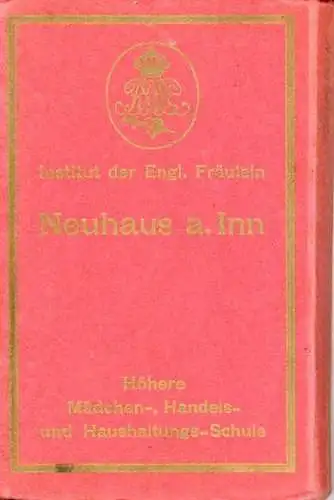 Institut der Engl. Fräulein
Neuhaus a. Inn
Höhere
Mädchen-, Handels-
und Haushaltungs-Schule